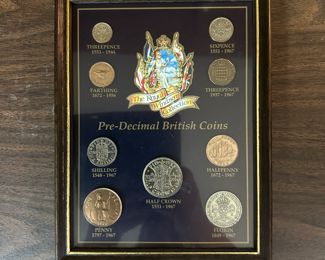 THREEPENCE
1551 - 1944
SIXPENCE
1551 - 1967
FARTHING
1672 - 1956
THREEPENCE
1937 - 1967
The Royal
Windsor
Collection
Pre-Decimal British Coins
SHILLING
1548 - 1967
HALFPENNY
1672 - 1967
HALF CROWN
1551 - 1967
PENNY
1797 - 1967
FLORIN
1849 - 1967